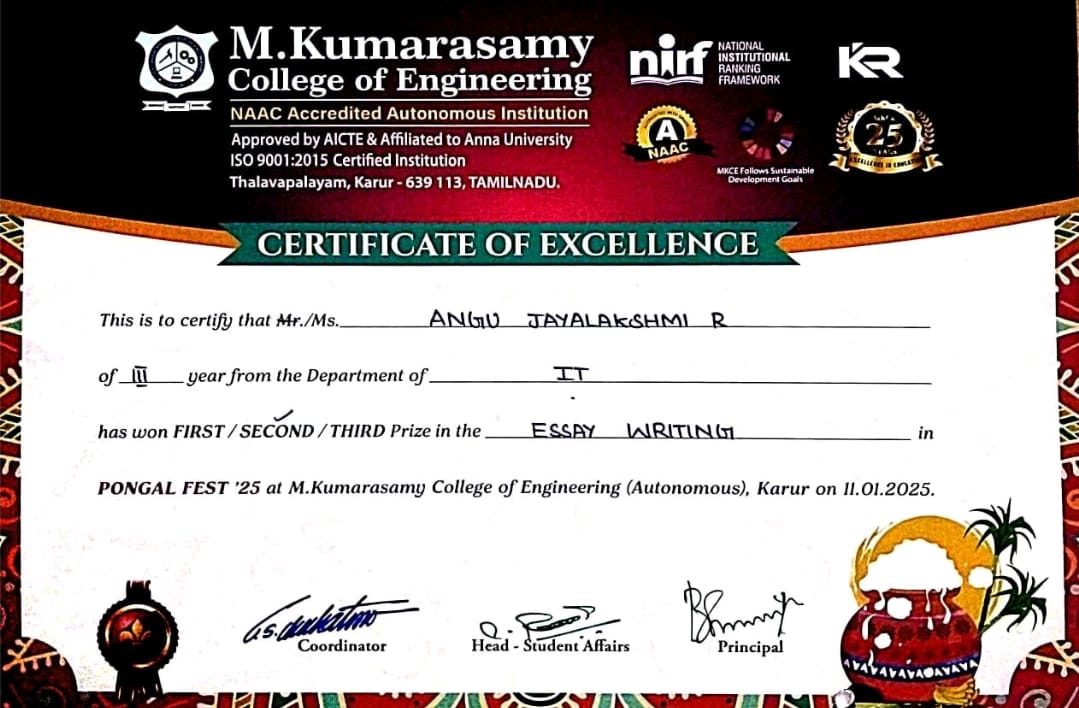 M.Kumarasamy
College of Engineering
NAAC Accredited Autonomous Institution
Approved by AICTE & Affiliated to Anna University
ISO 9001:2015 Certified Institution
Thalavapalayam, Karur - 639 113, TAMILNADU.
nirf
NATIONAL
INSTITUTIONAL
RANKING
FRAMEWORK
KR
A
NAAC
MKCE Follows Sustainable
Development Goals
25
YEARS
EXCELLENCE IN EDUCATION
CERTIFICATE OF EXCELLENCE
This is to certify that Mr./Ms. ANGU JAYALAKSHMI R
of III year from the Department of IT
has won FIRST / SECOND / THIRD Prize in the ESSAY WRITING in
PONGAL FEST '25 at M.Kumarasamy College of Engineering (Autonomous), Karur on 11.01.2025.
Coordinator
Head - Student Affairs
Principal